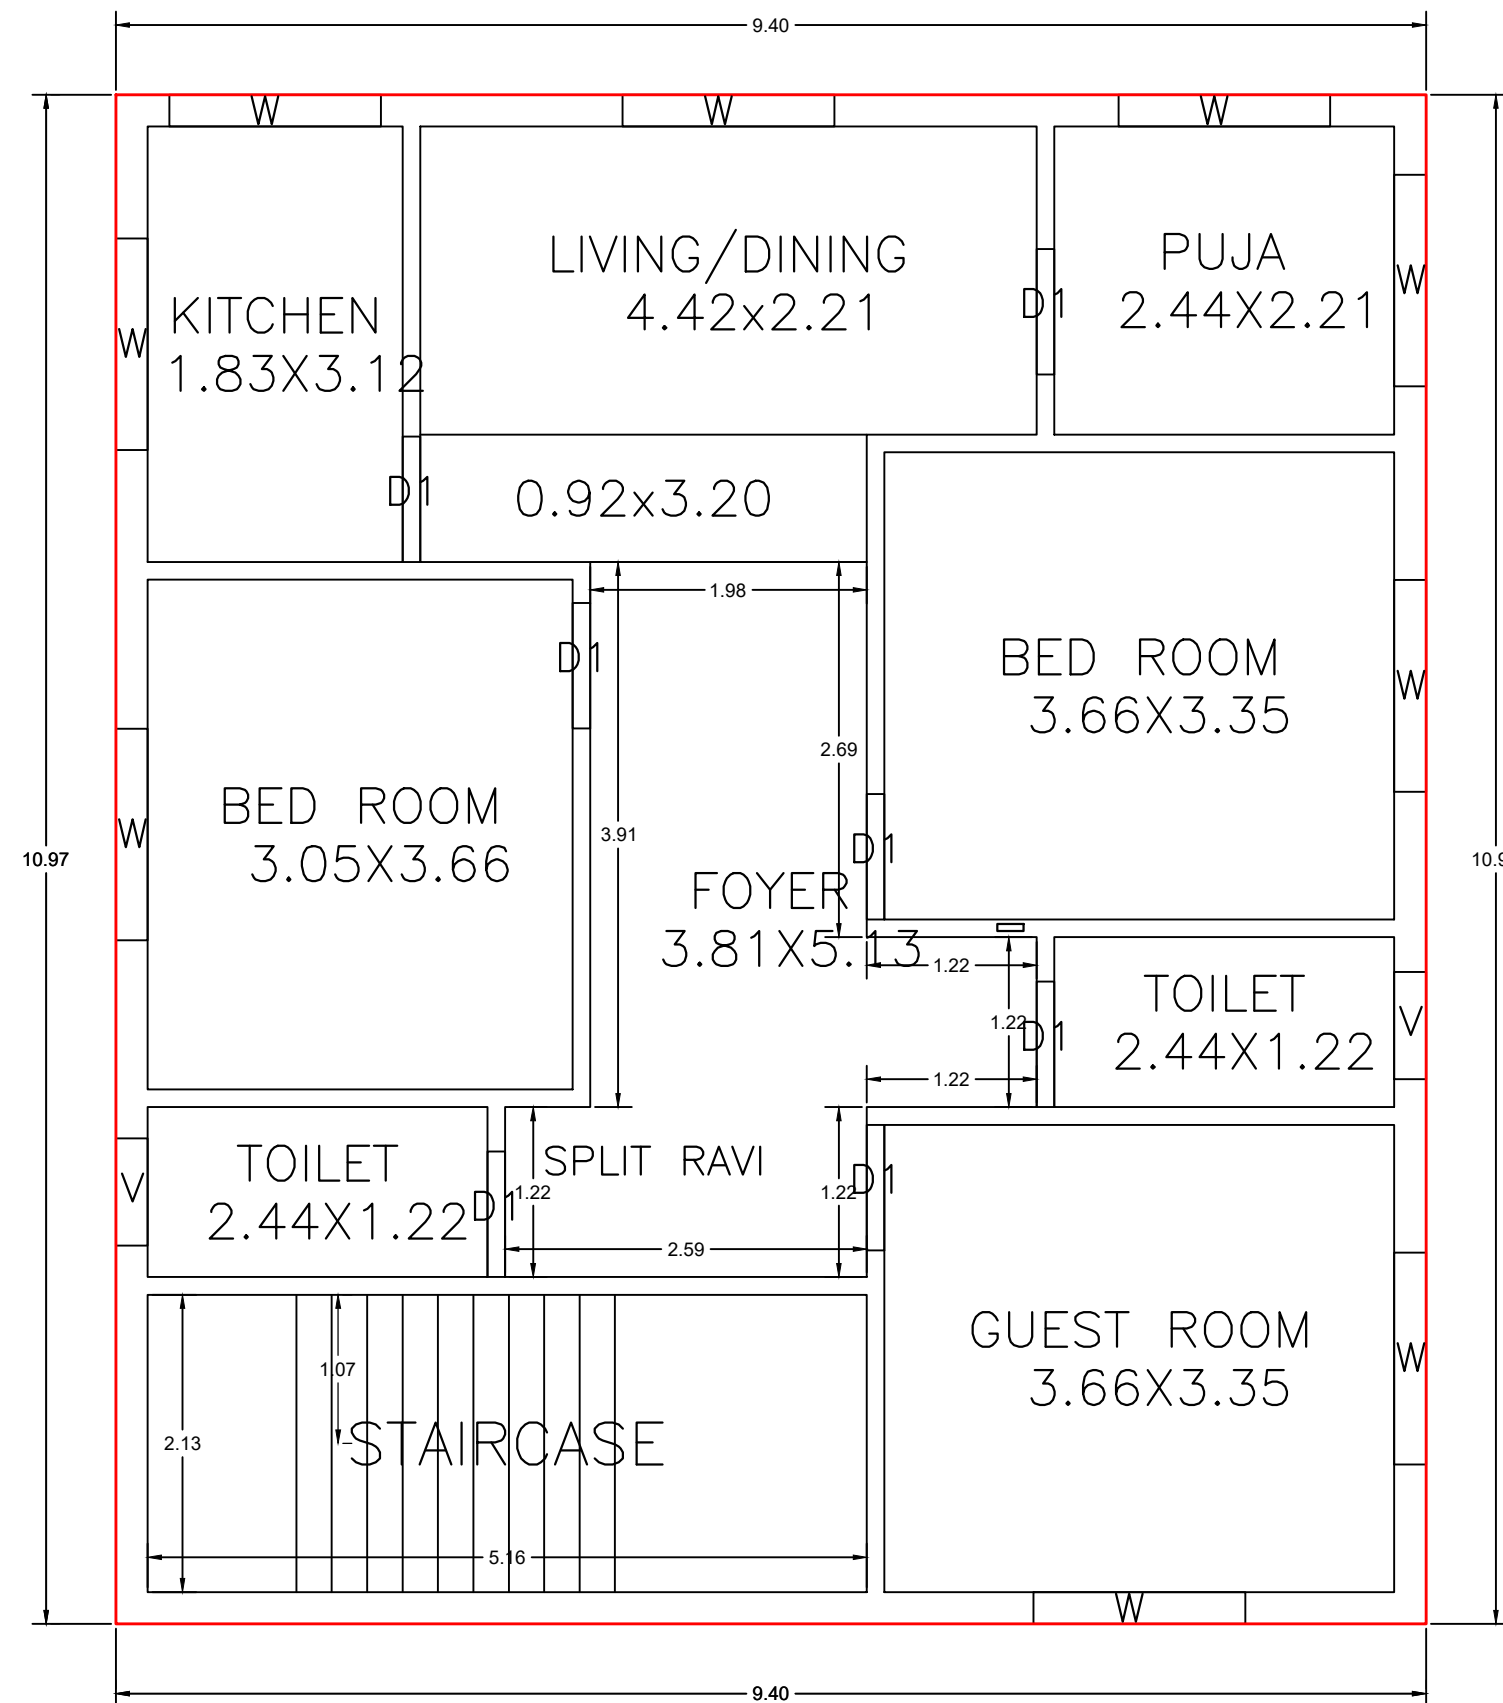 9.40
W
W
W
LIVING/DINING
4.42x2.21
PUJA
2.44X2.21
W
D1
KITCHEN
1.83X3.12
W
D1
0.92x3.20
1.98
D1
BED ROOM
3.66X3.35
W
2.69
BED ROOM
3.05X3.66
W
3.91
10.97
D1
FOYER
3.81X5.13
1.22
TOILET
2.44X1.22
V
1.22
D1
1.22
TOILET
2.44X1.22
V
D1
SPLIT RAVI
1.22
1.22
D1
2.59
GUEST ROOM
3.66X3.35
W
1.07
STAIRCASE
2.13
5.16
W
9.40